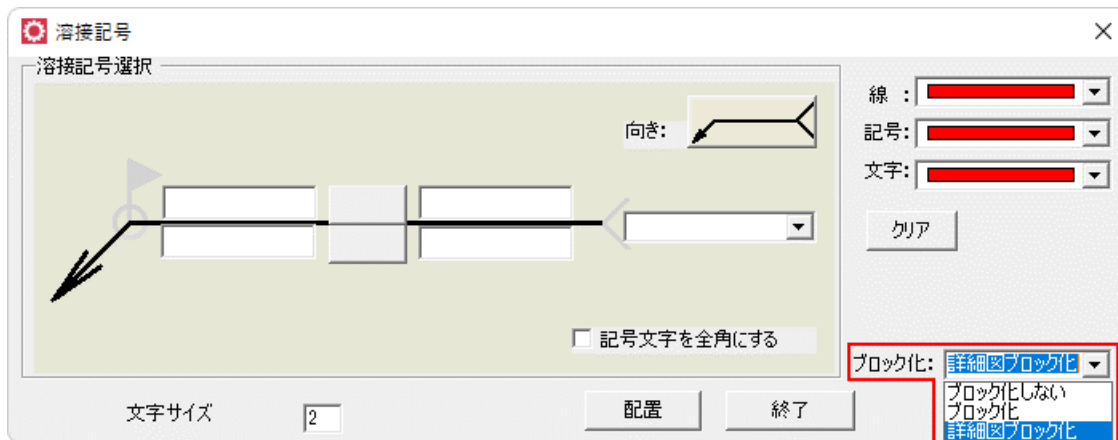 溶接記号
溶接記号選択
向き:
線 :
記号:
文字:
クリア
記号文字を全角にする
ブロック化: 詳細図ブロック化
ブロック化しない
ブロック化
詳細図ブロック化
文字サイズ 2 配置 終了